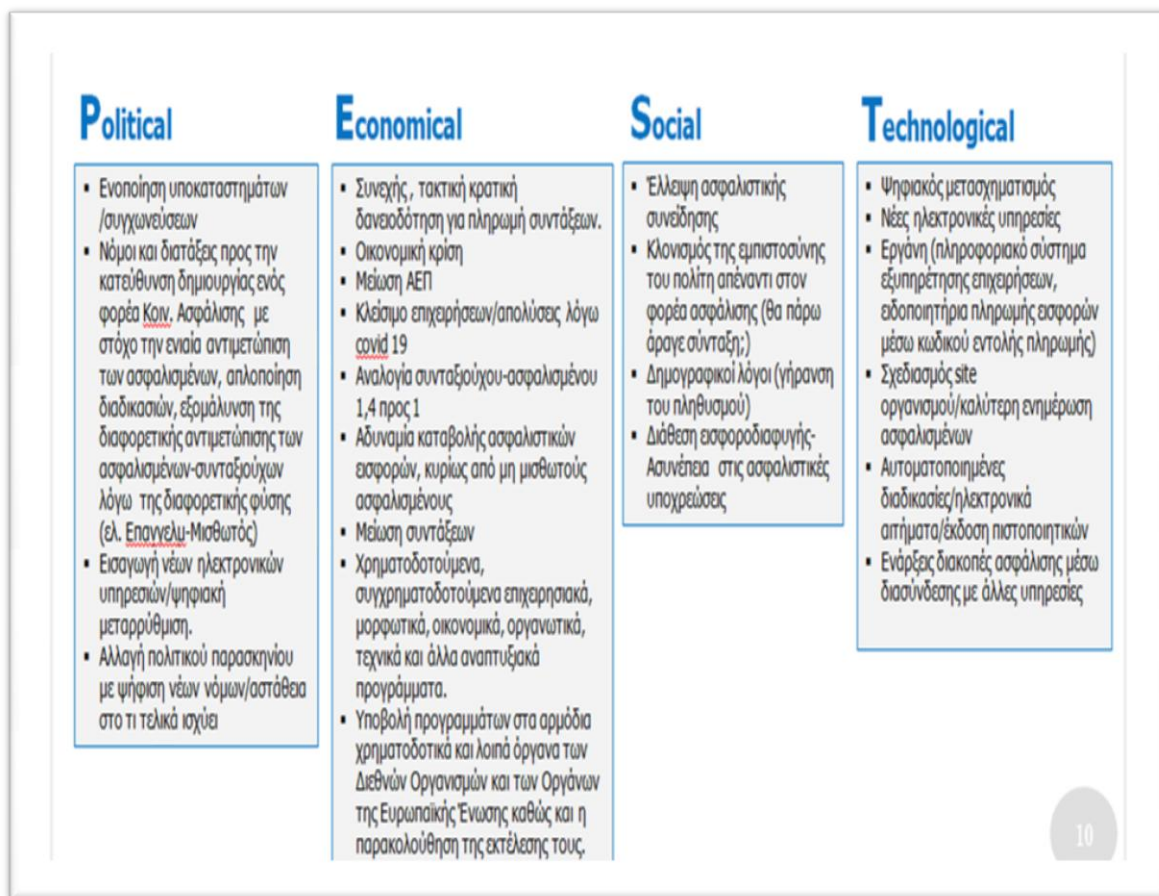 Political
▪ Ενοποίηση υποκαταστημάτων
/συγχωνεύσεων
▪ Νόμοι και διατάξεις προς την
κατεύθυνση δημιουργίας ενός
φορέα Κοιν. Ασφάλισης με
στόχο την ενιαία αντιμετώπιση
των ασφαλισμένων, απλοποίηση
διαδικασιών, εξομάλυνση της
διαφορετικής αντιμετώπισης των
ασφαλισμένων-συνταξιούχων
λόγω της διαφορετικής φύσης
(ελ. Επαγγελμ-Μισθωτός)
▪ Εισαγωγή νέων ηλεκτρονικών
υπηρεσιών/ψηφιακή
μεταρρύθμιση.
▪ Αλλαγή πολιτικού παρασκηνίου
με ψήφιση νέων νόμων/αστάθεια
στο τι τελικά ισχύει
Economical
▪ Συνεχής , τακτική κρατική
δανειοδότηση για πληρωμή συντάξεων.
▪ Οικονομική κρίση
▪ Μείωση ΑΕΠ
▪ Κλείσιμο επιχειρήσεων/απολύσεις λόγω
covid 19
▪ Αναλογία συνταξιούχου-ασφαλισμένου
1,4 προς 1
▪ Αδυναμία καταβολής ασφαλιστικών
εισφορών, κυρίως από μη μισθωτούς
ασφαλισμένους
▪ Μείωση συντάξεων
▪ Χρηματοδοτούμενα,
συγχρηματοδοτούμενα επιχειρησιακά,
μορφωτικά, οικονομικά, οργανωτικά,
τεχνικά και άλλα αναπτυξιακά
προγράμματα.
▪ Υποβολή προγραμμάτων στα αρμόδια
χρηματοδοτικά και λοιπά όργανα των
Διεθνών Οργανισμών και των Οργάνων
της Ευρωπαϊκής Ένωσης καθώς και η
παρακολούθηση της εκτέλεσης τους.
Social
▪ Έλλειψη ασφαλιστικής
συνείδησης
▪ Κλονισμός της εμπιστοσύνης
του πολίτη απέναντι στον
φορέα ασφάλισης (θα πάρω
άραγε σύνταξη;)
▪ Δημογραφικοί λόγοι (γήρανση
του πληθυσμού)
▪ Διάθεση εισφοροδιαφυγής-
Ασυνέπεια στις ασφαλιστικές
υποχρεώσεις
Technological
▪ Ψηφιακός μετασχηματισμός
▪ Νέες ηλεκτρονικές υπηρεσίες
▪ Εργάνη (πληροφοριακό σύστημα
εξυπηρέτησης επιχειρήσεων,
ειδοποιητήρια πληρωμής εισφορών
μέσω κωδικού εντολής πληρωμής)
▪ Σχεδιασμός site
οργανισμού/καλύτερη ενημέρωση
ασφαλισμένων
▪ Αυτοματοποιημένες
διαδικασίες/ηλεκτρονικά
αιτήματα/έκδοση πιστοποιητικών
▪ Ενάρξεις διακοπές ασφάλισης μέσω
διασύνδεσης με άλλες υπηρεσίες
10